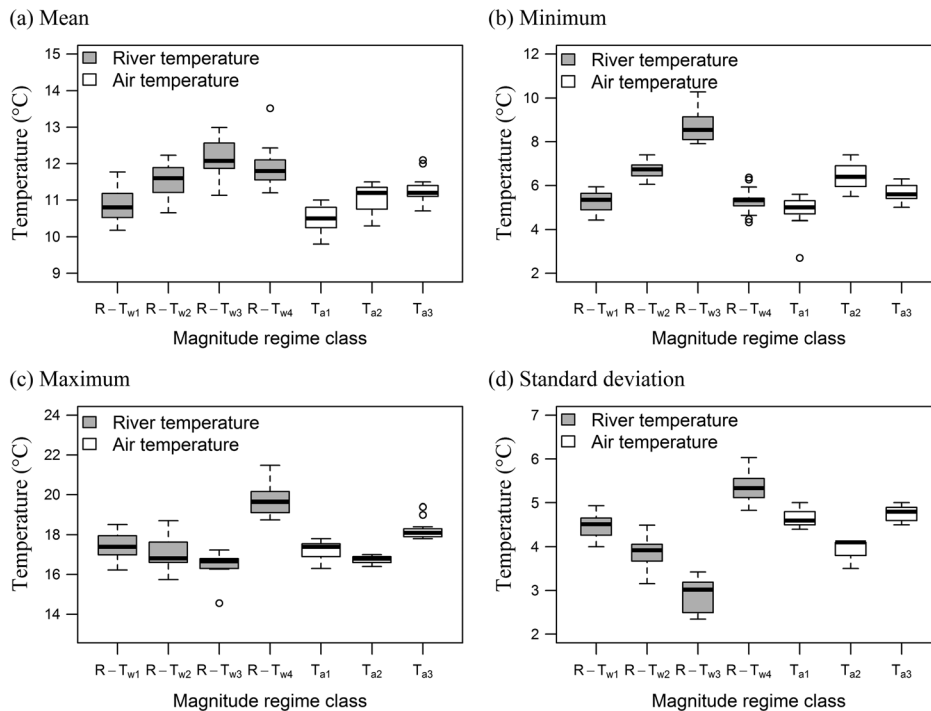 (a) Mean
15
14
13
12
11
10
9
Temperature (°C)
River temperature
Air temperature
R − Tw1 R − Tw2 R − Tw3 R − Tw4 Ta1 Ta2 Ta3
Magnitude regime class
(b) Minimum
12
10
8
6
4
2
Temperature (°C)
River temperature
Air temperature
R − Tw1 R − Tw2 R − Tw3 R − Tw4 Ta1 Ta2 Ta3
Magnitude regime class
(c) Maximum
24
22
20
18
16
14
Temperature (°C)
River temperature
Air temperature
R − Tw1 R − Tw2 R − Tw3 R − Tw4 Ta1 Ta2 Ta3
Magnitude regime class
(d) Standard deviation
7
6
5
4
3
2
Temperature (°C)
River temperature
Air temperature
R − Tw1 R − Tw2 R − Tw3 R − Tw4 Ta1 Ta2 Ta3
Magnitude regime class